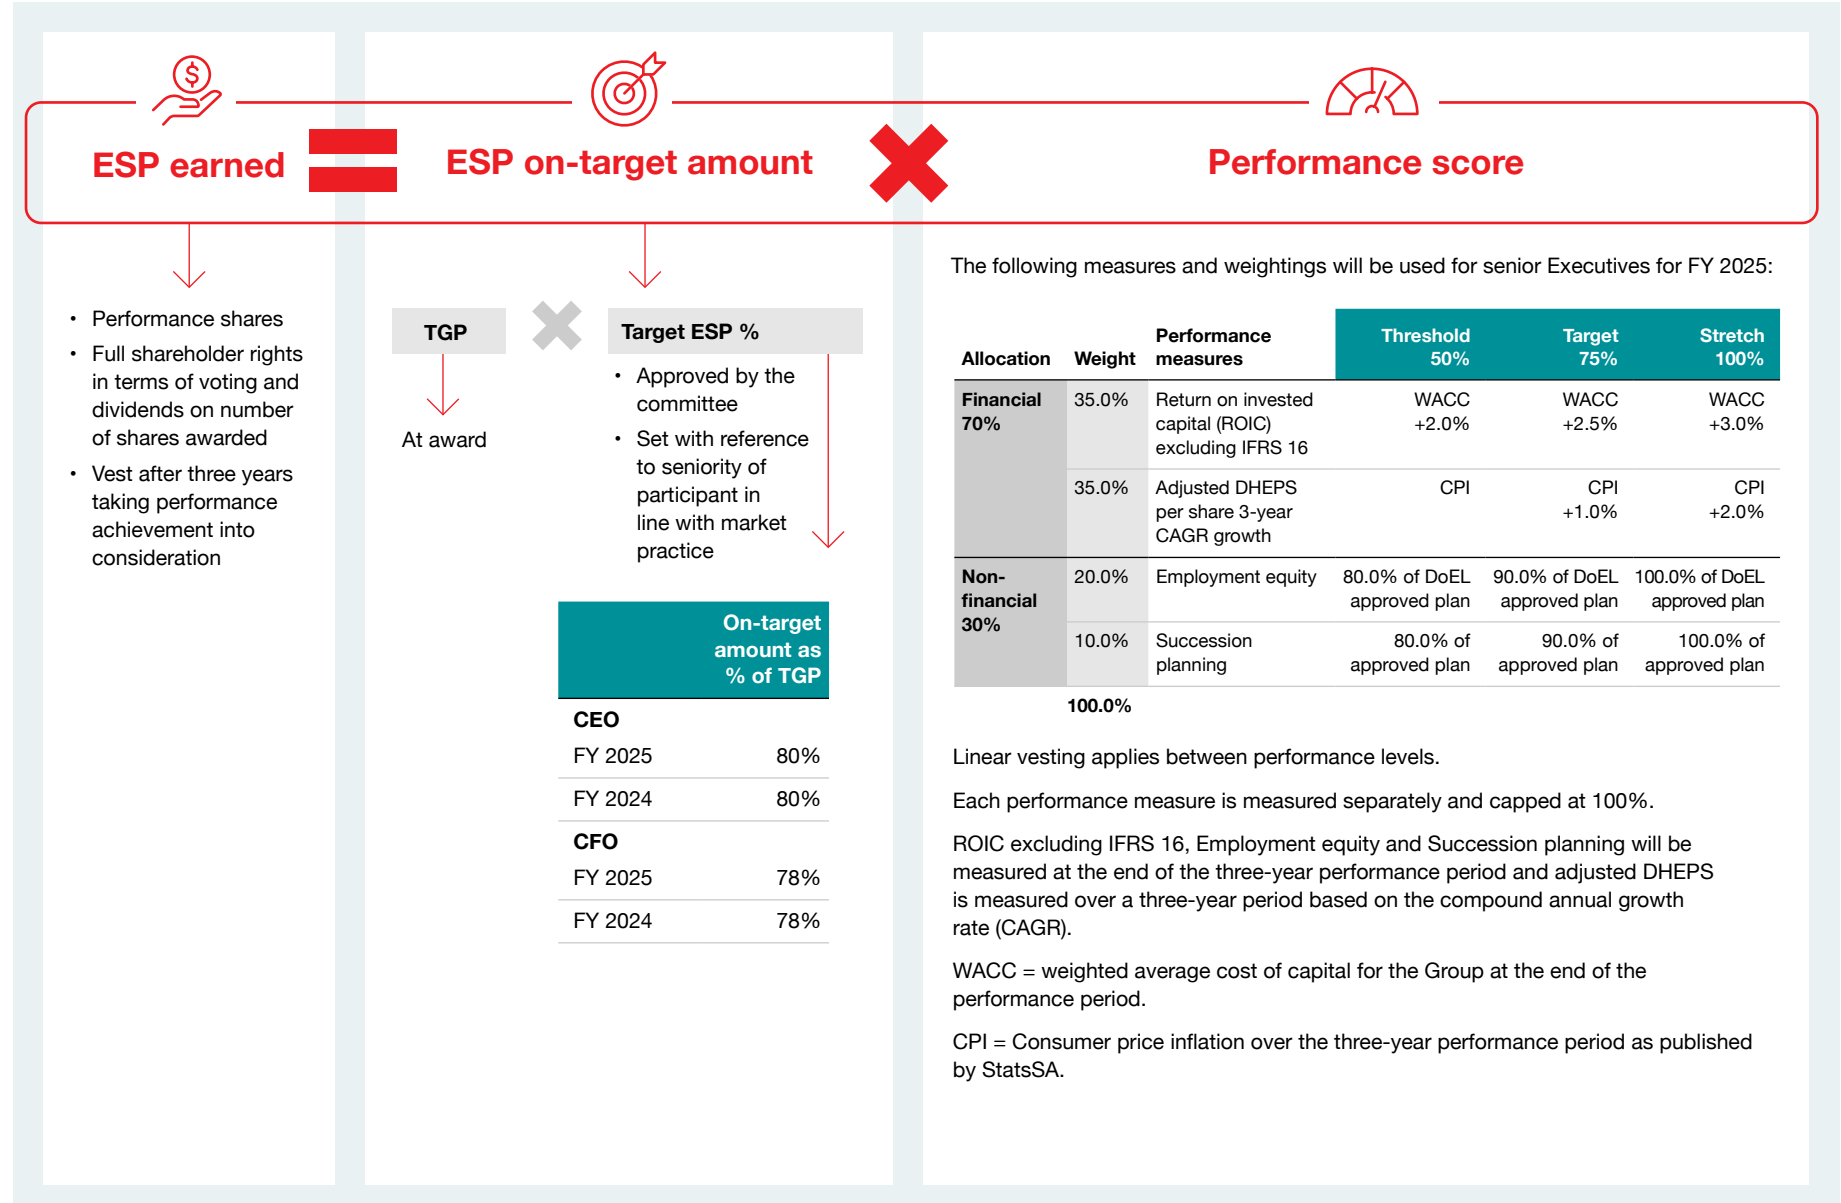 ESP earned
ESP on-target amount
Performance score
• Performance shares
• Full shareholder rights
in terms of voting and
dividends on number
of shares awarded
• Vest after three years
taking performance
achievement into
consideration
TGP
At award
Target ESP %
• Approved by the
committee
• Set with reference
to seniority of
participant in
line with market
practice
On-target
amount as
% of TGP
CEO
FY 2025 80%
FY 2024 80%
CFO
FY 2025 78%
FY 2024 78%
The following measures and weightings will be used for senior Executives for FY 2025:
Performance Threshold Target Stretch
Allocation Weight measures 50% 75% 100%
Financial 35.0% Return on invested WACC WACC WACC
70% capital (ROIC) +2.0% +2.5% +3.0%
excluding IFRS 16
35.0% Adjusted DHEPS CPI CPI CPI
per share 3-year +1.0% +2.0%
CAGR growth
Non- 20.0% Employment equity 80.0% of DoEL 90.0% of DoEL 100.0% of DoEL
financial approved plan approved plan approved plan
30%
10.0% Succession 80.0% of 90.0% of 100.0% of
planning approved plan approved plan approved plan
100.0%
Linear vesting applies between performance levels.
Each performance measure is measured separately and capped at 100%.
ROIC excluding IFRS 16, Employment equity and Succession planning will be
measured at the end of the three-year performance period and adjusted DHEPS
is measured over a three-year period based on the compound annual growth
rate (CAGR).
WACC = weighted average cost of capital for the Group at the end of the
performance period.
CPI = Consumer price inflation over the three-year performance period as published
by StatsSA.